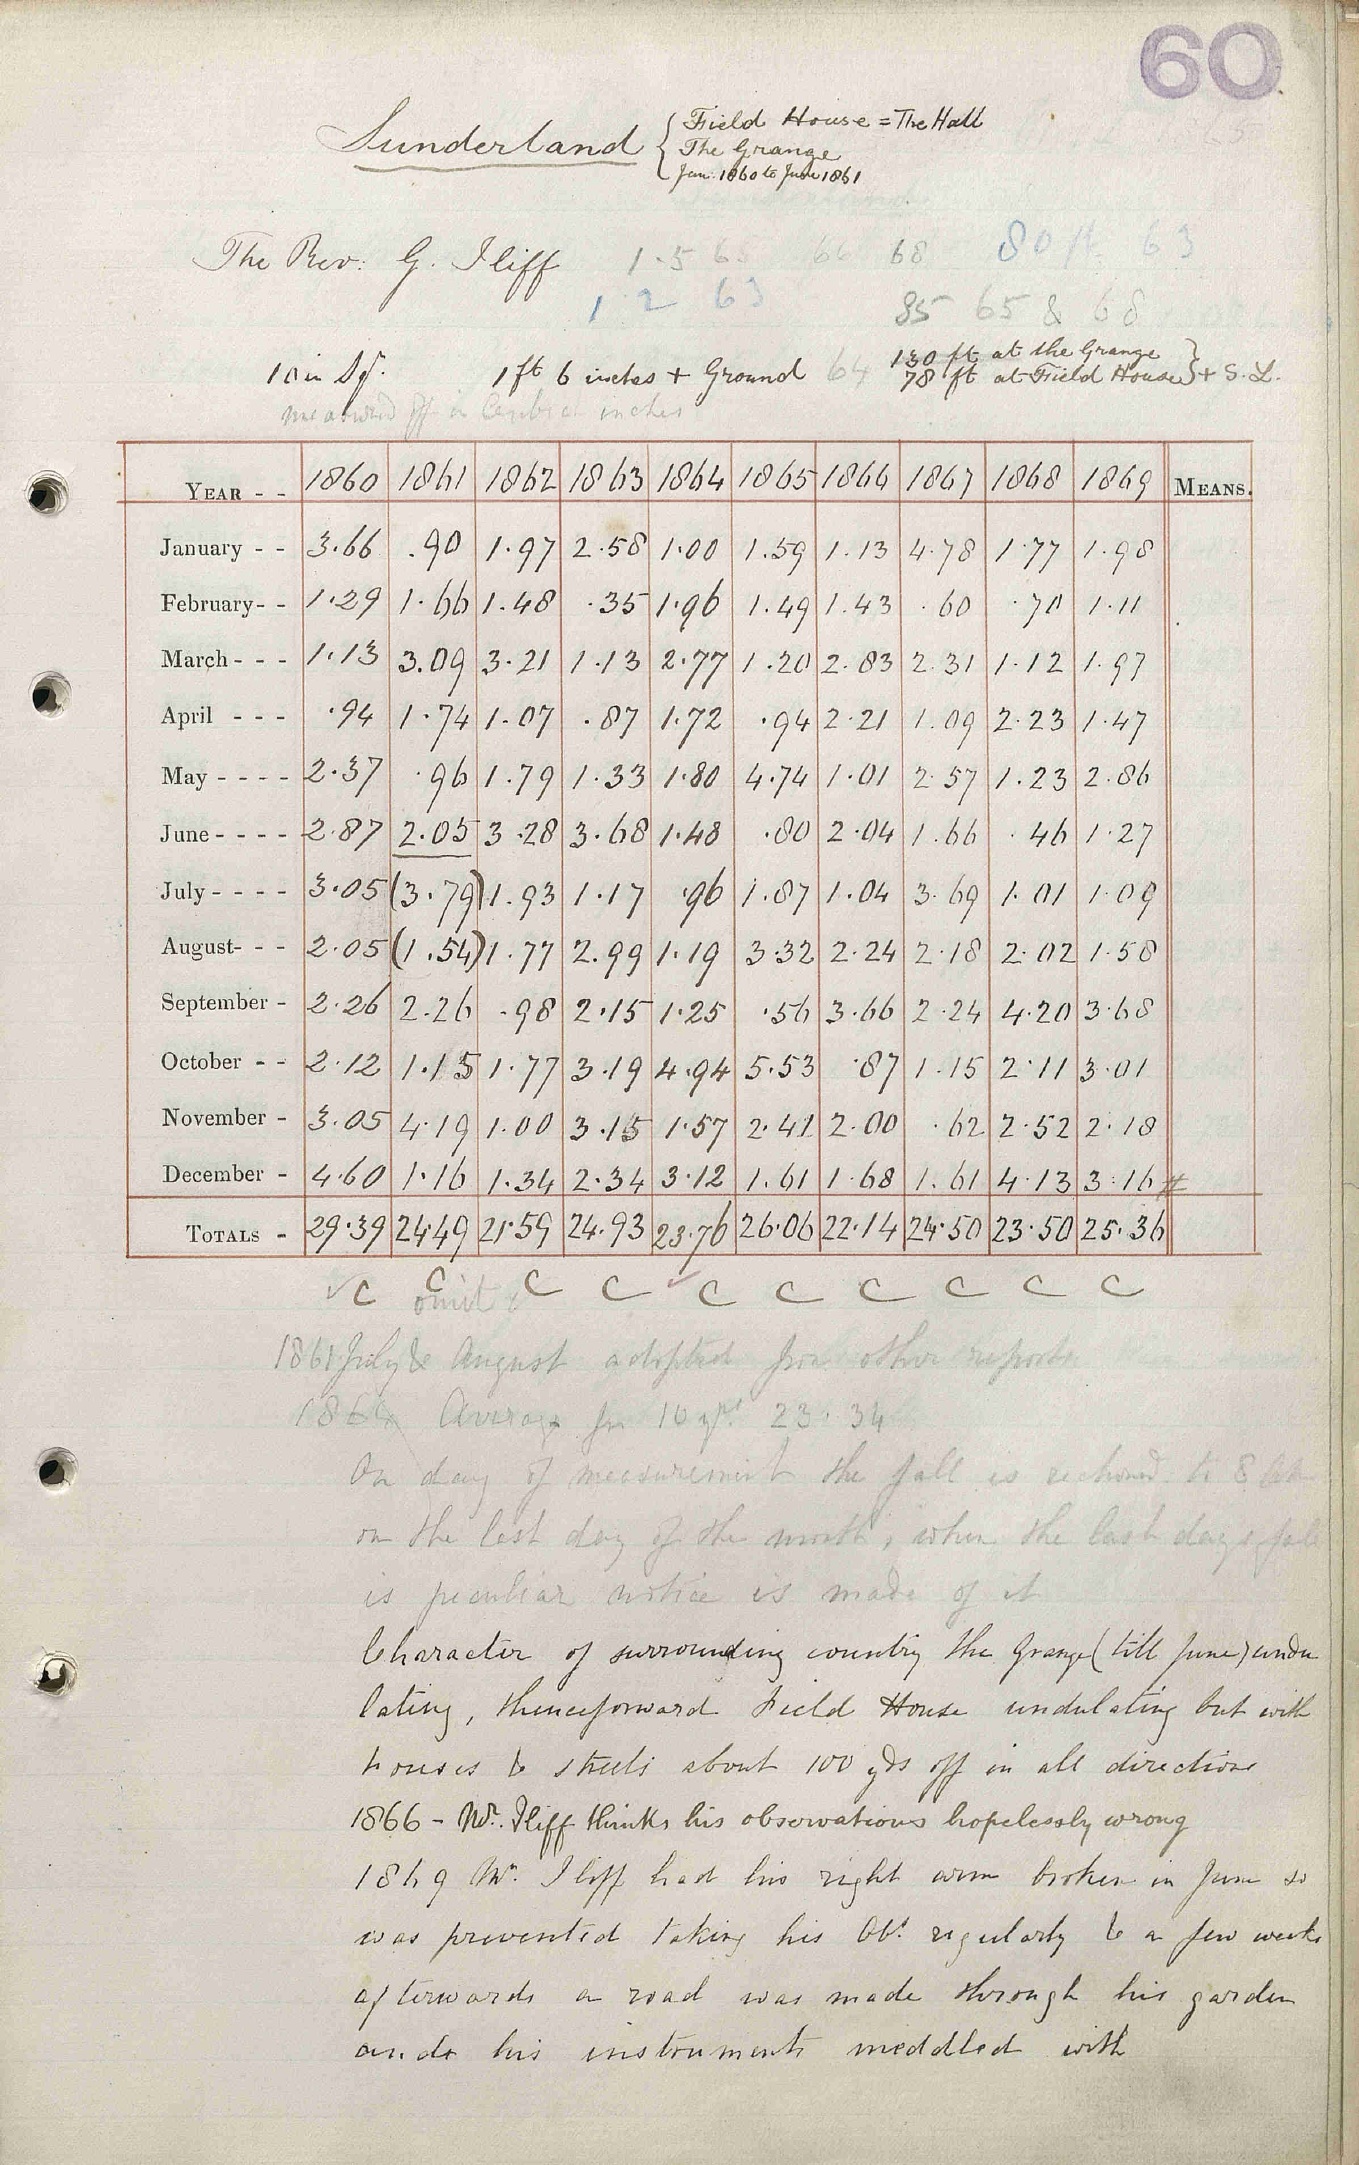 60
Sunderland { Field House = The Hall
The Grange
Jan. 1860 to June 1861
The Rev: G. Iliff 1.5 65 66 68 80 ft 63
1 2 63 85 65 & 68
10 in Sq. 1 ft 6 inches + Ground 64 130 ft at the Grange
78 ft at Field House } + S.L.
measured off in Cubical inches
YEAR - - 1860 1861 1862 1863 1864 1865 1866 1867 1868 1869 MEANS.
January - - 3.66 .90 1.97 2.58 1.00 1.59 1.13 4.78 1.77 1.98
February- - 1.29 1.66 1.48 .35 1.96 1.49 1.43 .60 .70 1.11
March- - - 1.13 3.09 3.21 1.13 2.77 1.20 2.83 2.31 1.12 1.97
April - - - .94 1.74 1.07 .87 1.72 .94 2.21 1.09 2.23 1.47
May - - - - 2.37 .96 1.79 1.33 1.80 4.74 1.01 2.57 1.23 2.86
June- - - - 2.87 2.05 3.28 3.68 1.48 .80 2.04 1.66 .46 1.27
July- - - - 3.05 (3.79) 1.93 1.17 .96 1.87 1.04 3.69 1.01 1.09
August- - - 2.05 (1.54) 1.77 2.99 1.19 3.32 2.24 2.18 2.02 1.58
September - 2.26 2.26 .98 2.15 1.25 .56 3.66 2.24 4.20 3.68
October - - 2.12 1.15 1.77 3.19 4.94 5.53 .87 1.15 2.11 3.01
November - 3.05 4.19 1.00 3.15 1.57 2.41 2.00 .62 2.52 2.18
December - 4.60 1.16 1.34 2.34 3.12 1.61 1.68 1.61 4.13 3.16 #
TOTALS - 29.39 24.49 21.59 24.93 23.76 26.06 22.14 24.50 23.50 25.36
✓ C C C C ✓ C C C C C C
omit
1861 July & August adopted from other reports
Average for 10 yrs 23.34
On day of measurement the fall is reckoned to 8
on the last day of the month, when the last days fall
is peculiar notice is made of it
Character of surrounding country the Grange (till June) undu
lating, thenceforward Field House undulating but with
houses & streets about 100 yds off in all directions
1866 - Mr. Iliff thinks his observations hopelessly wrong
1869 Mr. Iliff had his right arm broken in June so
was prevented taking his Obs. regularly & a few weeks
afterwards a road was made through his garden
and his instruments meddled with